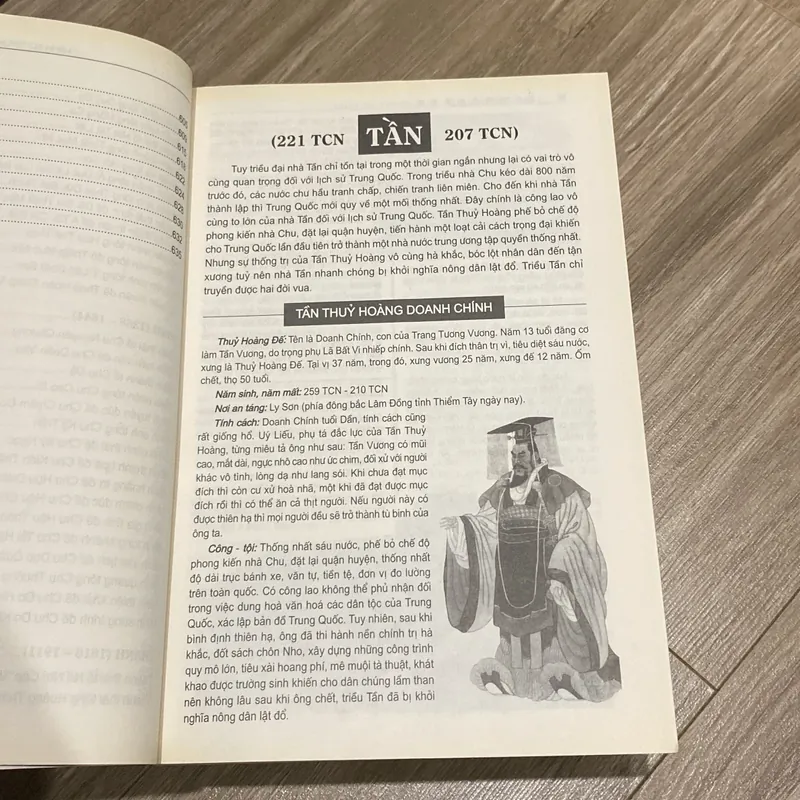 605
609
615
618
622
624
628
630
632
635
(221 TCN TẦN 207 TCN)
Tuy triều đại nhà Tần chỉ tồn tại trong một thời gian ngắn nhưng lại có vai trò vô
cùng quan trọng đối với lịch sử Trung Quốc. Trong triều nhà Chu kéo dài 800 năm
trước đó, các nước chư hầu tranh chấp, chiến tranh liên miên. Cho đến khi nhà Tần
thành lập thì Trung Quốc mới quy về một mối thống nhất. Đây chính là công lao vô
cùng to lớn của nhà Tần đối với lịch sử Trung Quốc. Tần Thuỷ Hoàng phế bỏ chế độ
phong kiến nhà Chu, đặt lại quận huyện, tiến hành một loạt cải cách trọng đại khiến
cho Trung Quốc lần đầu tiên trở thành một nhà nước trung ương tập quyền thống nhất.
Nhưng sự thống trị của Tần Thuỷ Hoàng vô cùng hà khắc, bóc lột nhân dân đến tận
xương tuỷ nên nhà Tần nhanh chóng bị khởi nghĩa nông dân lật đổ. Triều Tần chỉ
truyền được hai đời vua.
TẦN THUỶ HOÀNG DOANH CHÍNH
Thuỷ Hoàng Đế: Tên là Doanh Chính, con của Trang Tương Vương. Năm 13 tuổi đăng cơ
làm Tần Vương, do trọng phụ Lã Bất Vi nhiếp chính. Sau khi đích thân trị vì, tiêu diệt sáu nước,
xưng là Thuỷ Hoàng Đế. Tại vị 37 năm, trong đó, xưng vương 25 năm, xưng đế 12 năm. Ốm
chết, thọ 50 tuổi.
Năm sinh, năm mất: 259 TCN - 210 TCN
Nơi an táng: Ly Sơn (phía đông bắc Lâm Đồng tỉnh Thiểm Tây ngày nay).
Tính cách: Doanh Chính tuổi Dần, tính cách cũng
rất giống hổ. Uý Liếu, phụ tá đắc lực của Tần Thuỷ
Hoàng, từng miêu tả ông như sau: Tần Vương có mũi
cao, mắt dài, ngực nhô cao như ức chim, đối xử với người
khác vô tình, lòng dạ như lang sói. Khi chưa đạt mục
đích thì còn cư xử hoà nhã, một khi đã đạt được mục
đích rồi thì có thể ăn cả thịt người. Nếu người này có
được thiên hạ thì mọi người đều sẽ trở thành tù binh của
ông ta.
Công - tội: Thống nhất sáu nước, phế bỏ chế độ
phong kiến nhà Chu, đặt lại quận huyện, thống nhất
độ dài trục bánh xe, văn tự, tiền tệ, đơn vị đo lường
trên toàn quốc. Có công lao không thể phủ nhận đối
trong việc dung hoà văn hoá các dân tộc của Trung
Quốc, xác lập bản đồ Trung Quốc. Tuy nhiên, sau khi
bình định thiên hạ, ông đã thi hành nền chính trị hà
khắc, đốt sách chôn Nho, xây dựng những công trình
quy mô lớn, tiêu xài hoang phí, mê muội tà thuật, khát
khao được trường sinh khiến cho dân chúng lầm than
nên không lâu sau khi ông chết, triều Tần đã bị khởi
nghĩa nông dân lật đổ.